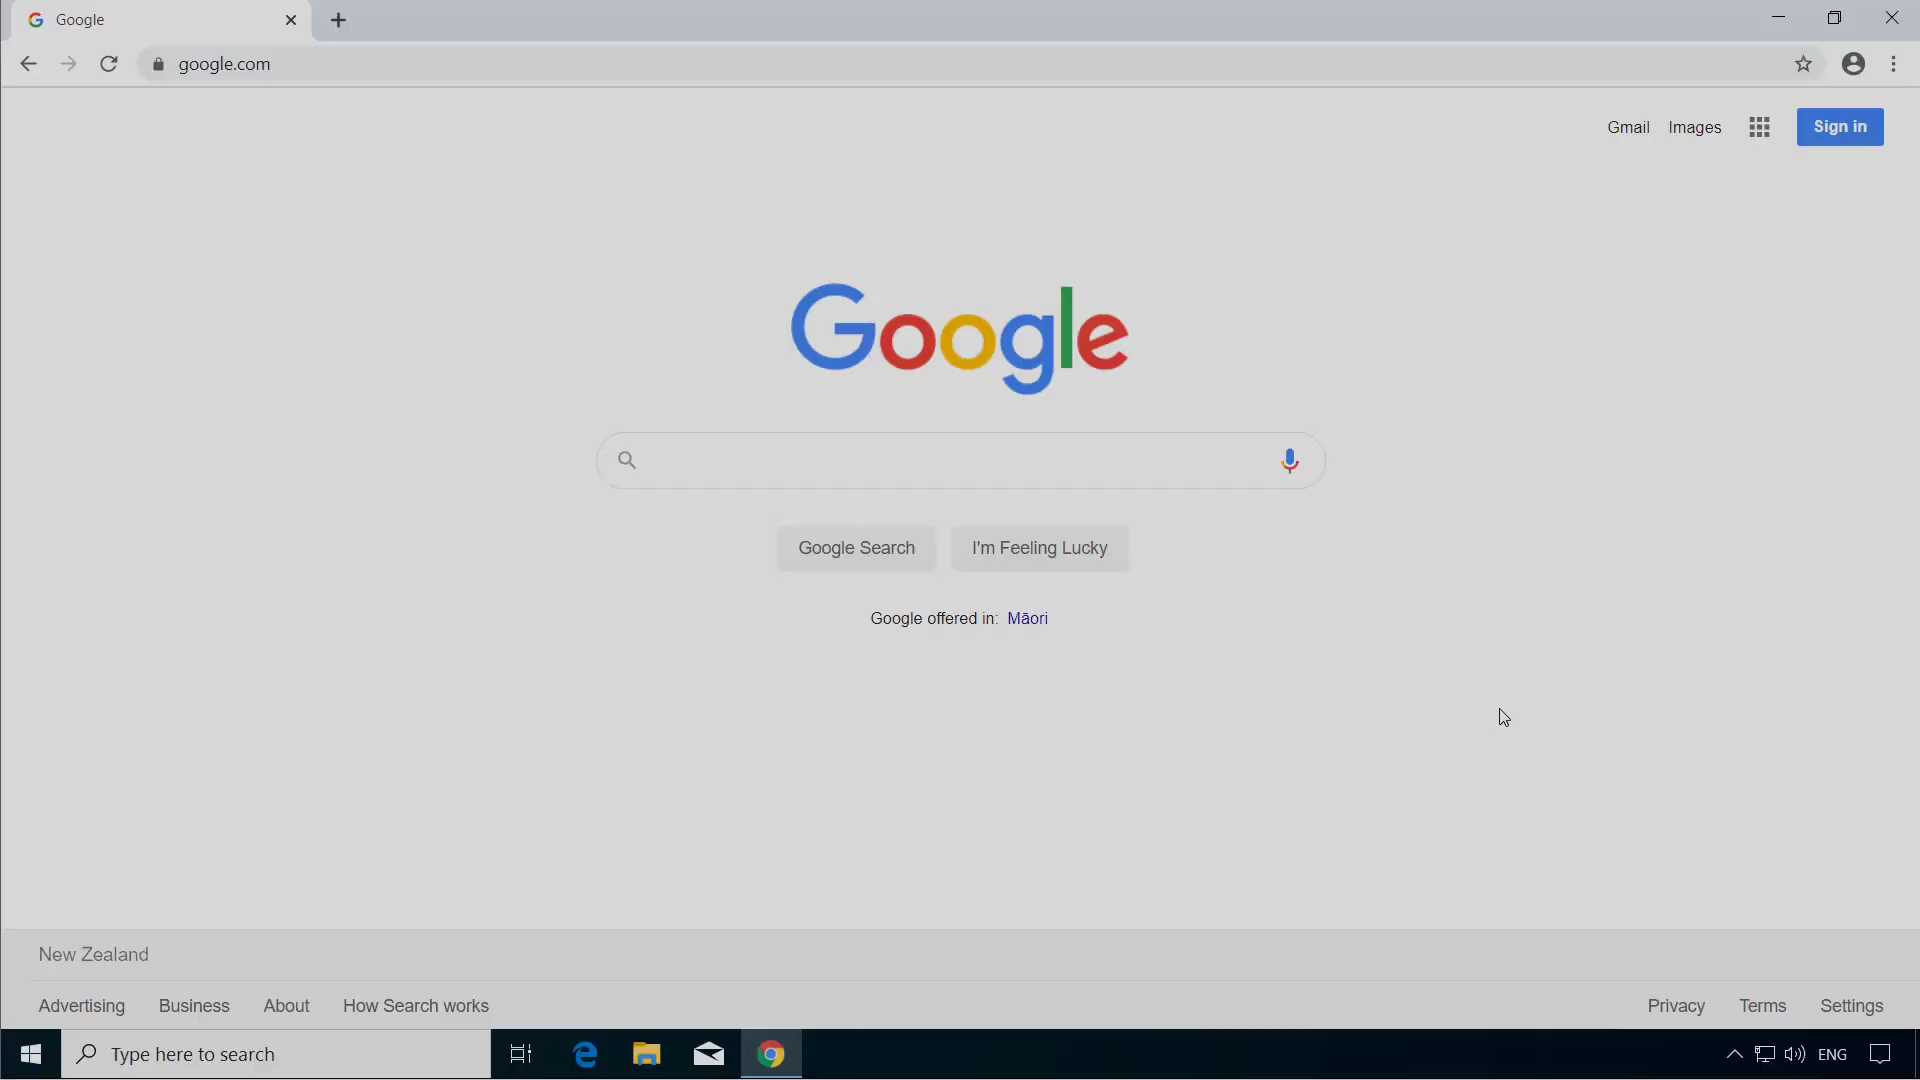 Google
google.com
Gmail Images Sign in
Google
Google Search I'm Feeling Lucky
Google offered in: Māori
New Zealand
Advertising Business About How Search works Privacy Terms Settings
Type here to search ENG